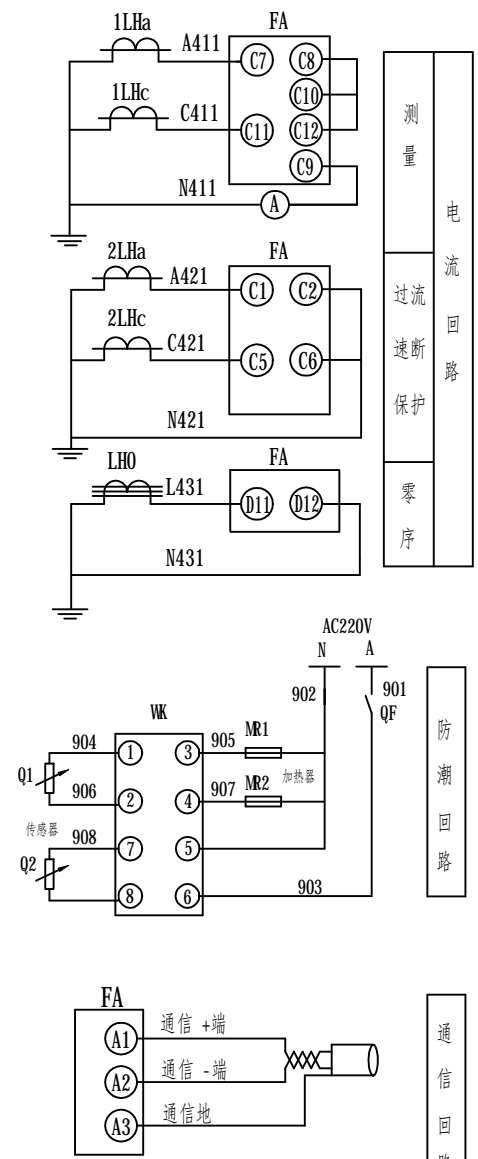 1LHa
A411
FA
C7
C8
C10
1LHc
C411
C11
C12
C9
N411
A
测量
2LHa
A421
FA
C1
C2
2LHc
C421
C5
C6
N421
过流
速断
保护
电流回路
LH0
L431
FA
D11
D12
N431
零序
AC220V
N
A
902
901
QF
WK
904
1
3
905
MR1
Q1
906
2
4
907
MR2
加热器
传感器
908
7
5
Q2
8
6
903
防潮回路
FA
A1
通信 +端
A2
通信 -端
A3
通信地
通信回